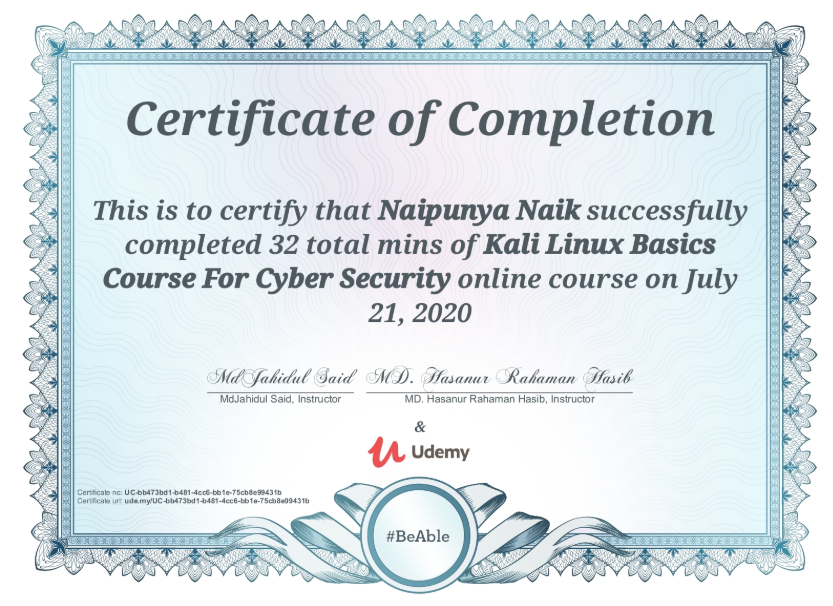 Certificate of Completion
This is to certify that Naipunya Naik successfully
completed 32 total mins of Kali Linux Basics
Course For Cyber Security online course on July
21, 2020
MdJahidul Said MD. Hasanur Rahaman Hasib
MdJahidul Said, Instructor MD. Hasanur Rahaman Hasib, Instructor
&
Udemy
Certificate no: UC-bb473bd1-b481-4cc6-bb1e-75cb8e99431b
Certificate url: ude.my/UC-bb473bd1-b481-4cc6-bb1e-75cb8e99431b
#BeAble